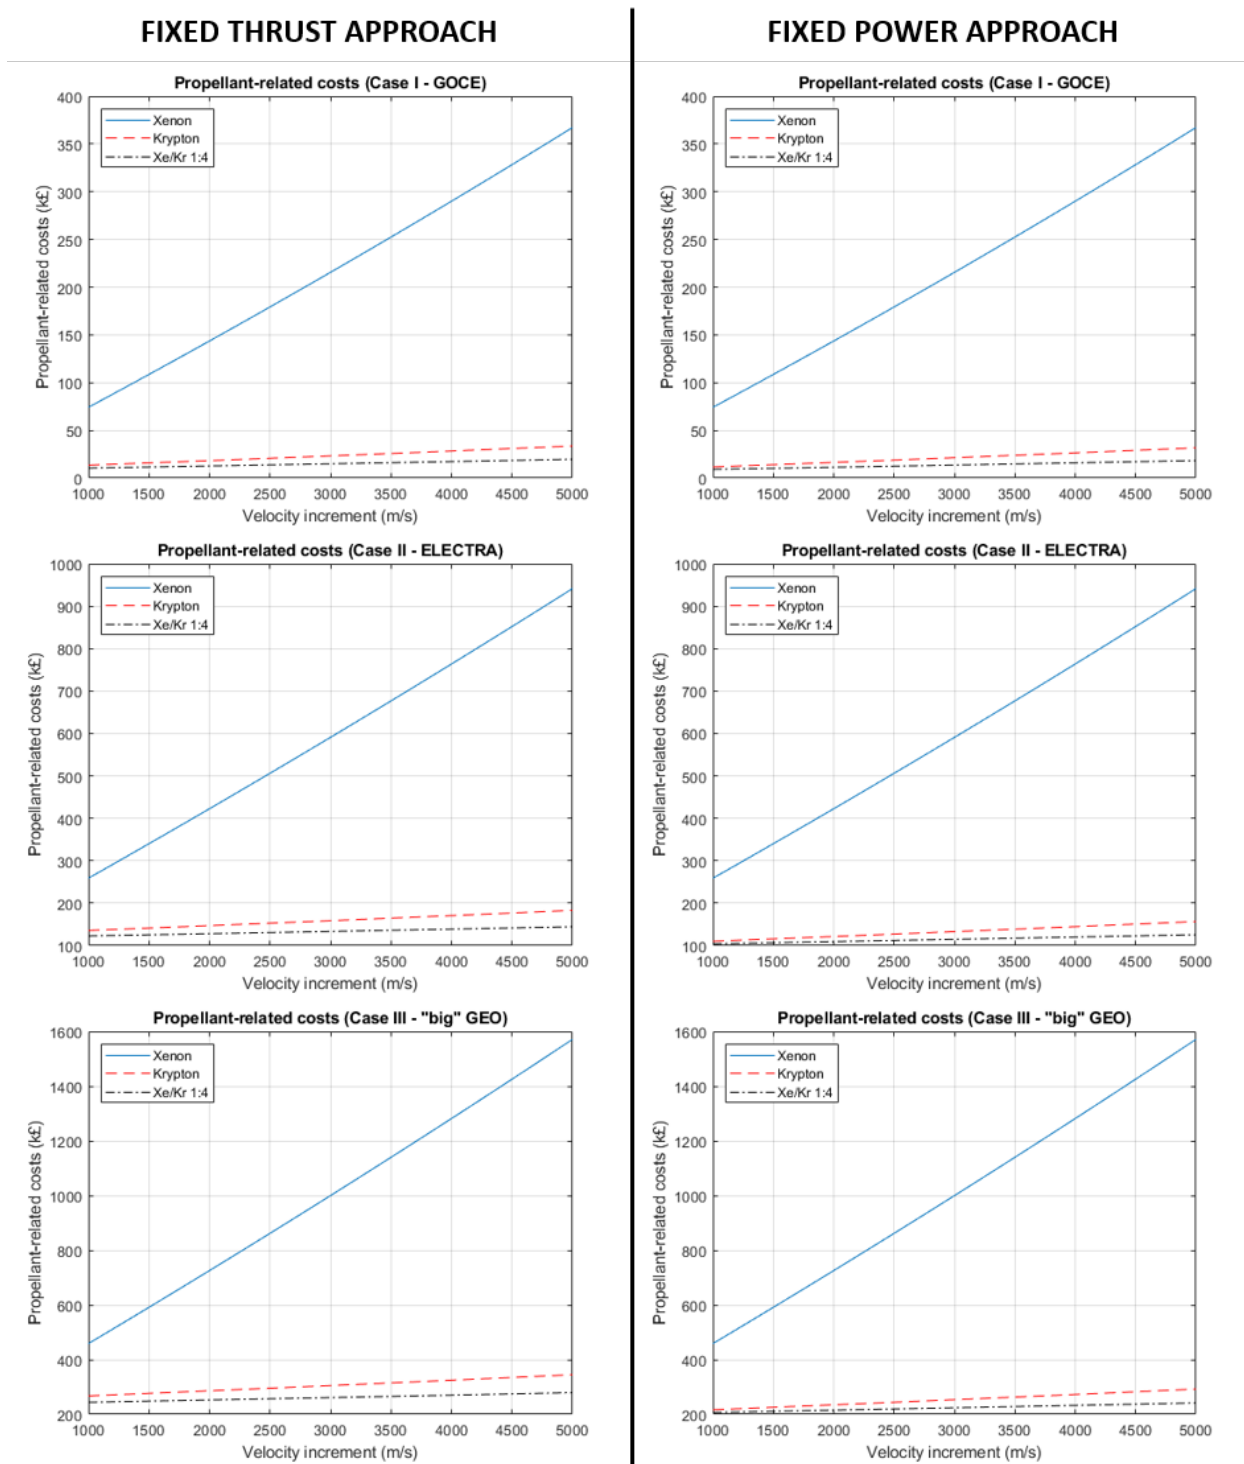 FIXED THRUST APPROACH
FIXED POWER APPROACH
Propellant-related costs (Case I - GOCE)
Xenon
Krypton
Xe/Kr 1:4
Propellant-related costs (k£)
400
350
300
250
200
150
100
50
0
1000 1500 2000 2500 3000 3500 4000 4500 5000
Velocity increment (m/s)
Propellant-related costs (Case I - GOCE)
Xenon
Krypton
Xe/Kr 1:4
Propellant-related costs (k£)
400
350
300
250
200
150
100
50
0
1000 1500 2000 2500 3000 3500 4000 4500 5000
Velocity increment (m/s)
Propellant-related costs (Case II - ELECTRA)
Xenon
Krypton
Xe/Kr 1:4
Propellant-related costs (k£)
1000
900
800
700
600
500
400
300
200
100
1000 1500 2000 2500 3000 3500 4000 4500 5000
Velocity increment (m/s)
Propellant-related costs (Case II - ELECTRA)
Xenon
Krypton
Xe/Kr 1:4
Propellant-related costs (k£)
1000
900
800
700
600
500
400
300
200
100
1000 1500 2000 2500 3000 3500 4000 4500 5000
Velocity increment (m/s)
Propellant-related costs (Case III - "big" GEO)
Xenon
Krypton
Xe/Kr 1:4
Propellant-related costs (k£)
1600
1400
1200
1000
800
600
400
200
1000 1500 2000 2500 3000 3500 4000 4500 5000
Velocity increment (m/s)
Propellant-related costs (Case III - "big" GEO)
Xenon
Krypton
Xe/Kr 1:4
Propellant-related costs (k£)
1600
1400
1200
1000
800
600
400
200
1000 1500 2000 2500 3000 3500 4000 4500 5000
Velocity increment (m/s)